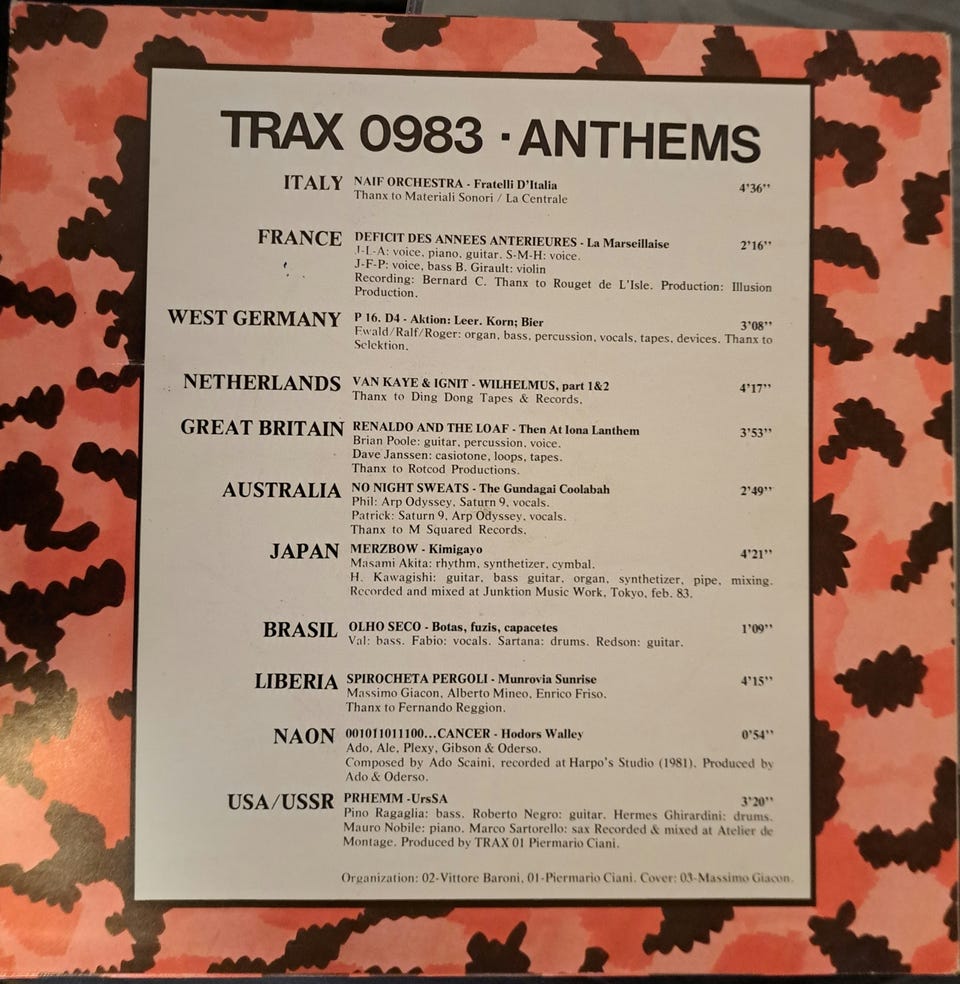 TRAX 0983 · ANTHEMS
ITALY NAIF ORCHESTRA - Fratelli D'Italia 4'36''
Thanx to Materiali Sonori / La Centrale
FRANCE DEFICIT DES ANNEES ANTERIEURES - La Marseillaise 2'16''
J-L-A: voice, piano, guitar. S-M-H: voice.
J-F-P: voice, bass B. Girault: violin
Recording: Bernard C. Thanx to Rouget de L'Isle. Production: Illusion
Production.
WEST GERMANY P 16. D4 - Aktion: Leer. Korn; Bier 3'08''
Ewald/Ralf/Roger: organ, bass, percussion, vocals, tapes, devices. Thanx to
Selektion.
NETHERLANDS VAN KAYE & IGNIT - WILHELMUS, part 1&2 4'17''
Thanx to Ding Dong Tapes & Records.
GREAT BRITAIN RENALDO AND THE LOAF - Then At Iona Lanthem 3'53''
Brian Poole: guitar, percussion, voice.
Dave Janssen: casiotone, loops, tapes.
Thanx to Rotcod Productions.
AUSTRALIA NO NIGHT SWEATS - The Gundagai Coolabah 2'49''
Phil: Arp Odyssey, Saturn 9, vocals.
Patrick: Saturn 9, Arp Odyssey, vocals.
Thanx to M Squared Records.
JAPAN MERZBOW - Kimigayo 4'21''
Masami Akita: rhythm, synthetizer, cymbal.
H. Kawagishi: guitar, bass guitar, organ, synthetizer, pipe, mixing.
Recorded and mixed at Junktion Music Work, Tokyo, feb. 83.
BRASIL OLHO SECO - Botas, fuzis, capacetes 1'09''
Val: bass. Fabio: vocals. Sartana: drums. Redson: guitar.
LIBERIA SPIROCHETA PERGOLI - Munrovia Sunrise 4'15''
Massimo Giacon, Alberto Mineo, Enrico Friso.
Thanx to Fernando Reggion.
NAON 001011011100...CANCER - Hodors Walley 0'54''
Ado, Ale, Plexy, Gibson & Oderso.
Composed by Ado Scaini, recorded at Harpo's Studio (1981). Produced by
Ado & Oderso.
USA/USSR PRHEMM -UrsSA 3'20''
Pino Ragaglia: bass. Roberto Negro: guitar. Hermes Ghirardini: drums.
Mauro Nobile: piano. Marco Sartorello: sax Recorded & mixed at Atelier de
Montage. Produced by TRAX 01 Piermario Ciani.
Organization: 02-Vittore Baroni, 01-Piermario Ciani. Cover: 03-Massimo Giacon.